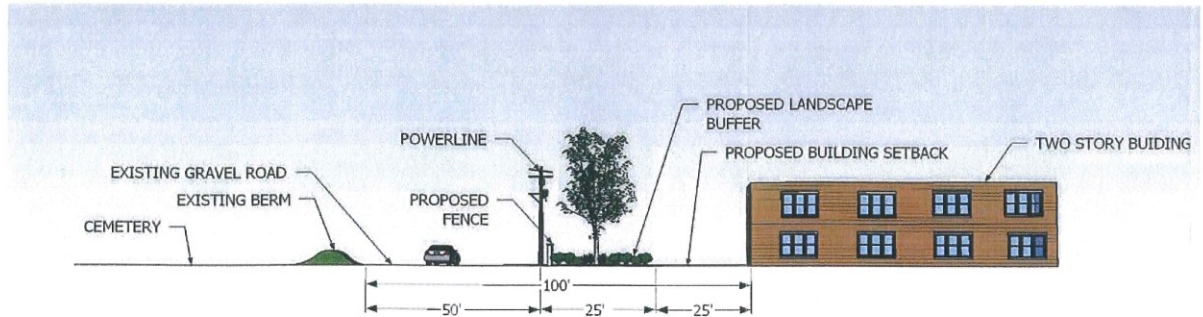 PROPOSED LANDSCAPE
BUFFER
POWERLINE
PROPOSED BUILDING SETBACK
TWO STORY BUIDING
EXISTING GRAVEL ROAD
EXISTING BERM
PROPOSED
FENCE
CEMETERY
100'
50'
25'
25'